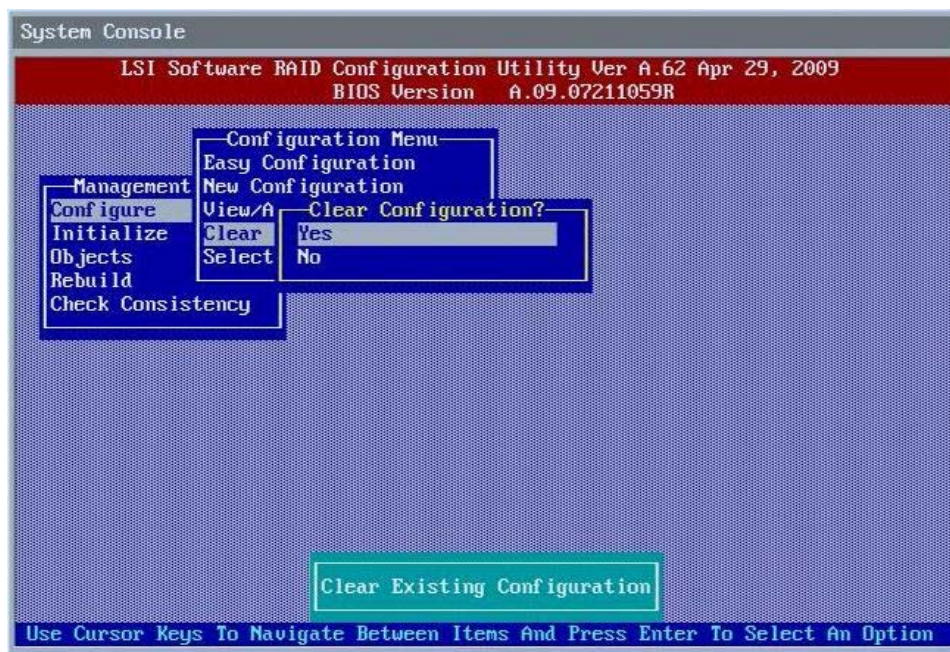 System Console
LSI Software RAID Configuration Utility Ver A.62 Apr 29, 2009
BIOS Version A.09.07211059R
Configuration Menu
Easy Configuration
New Configuration
View/A
Clear
Select
Management
Configure
Initialize
Objects
Rebuild
Check Consistency
Clear Configuration?
Yes
No
Clear Existing Configuration
Use Cursor Keys To Navigate Between Items And Press Enter To Select An Option